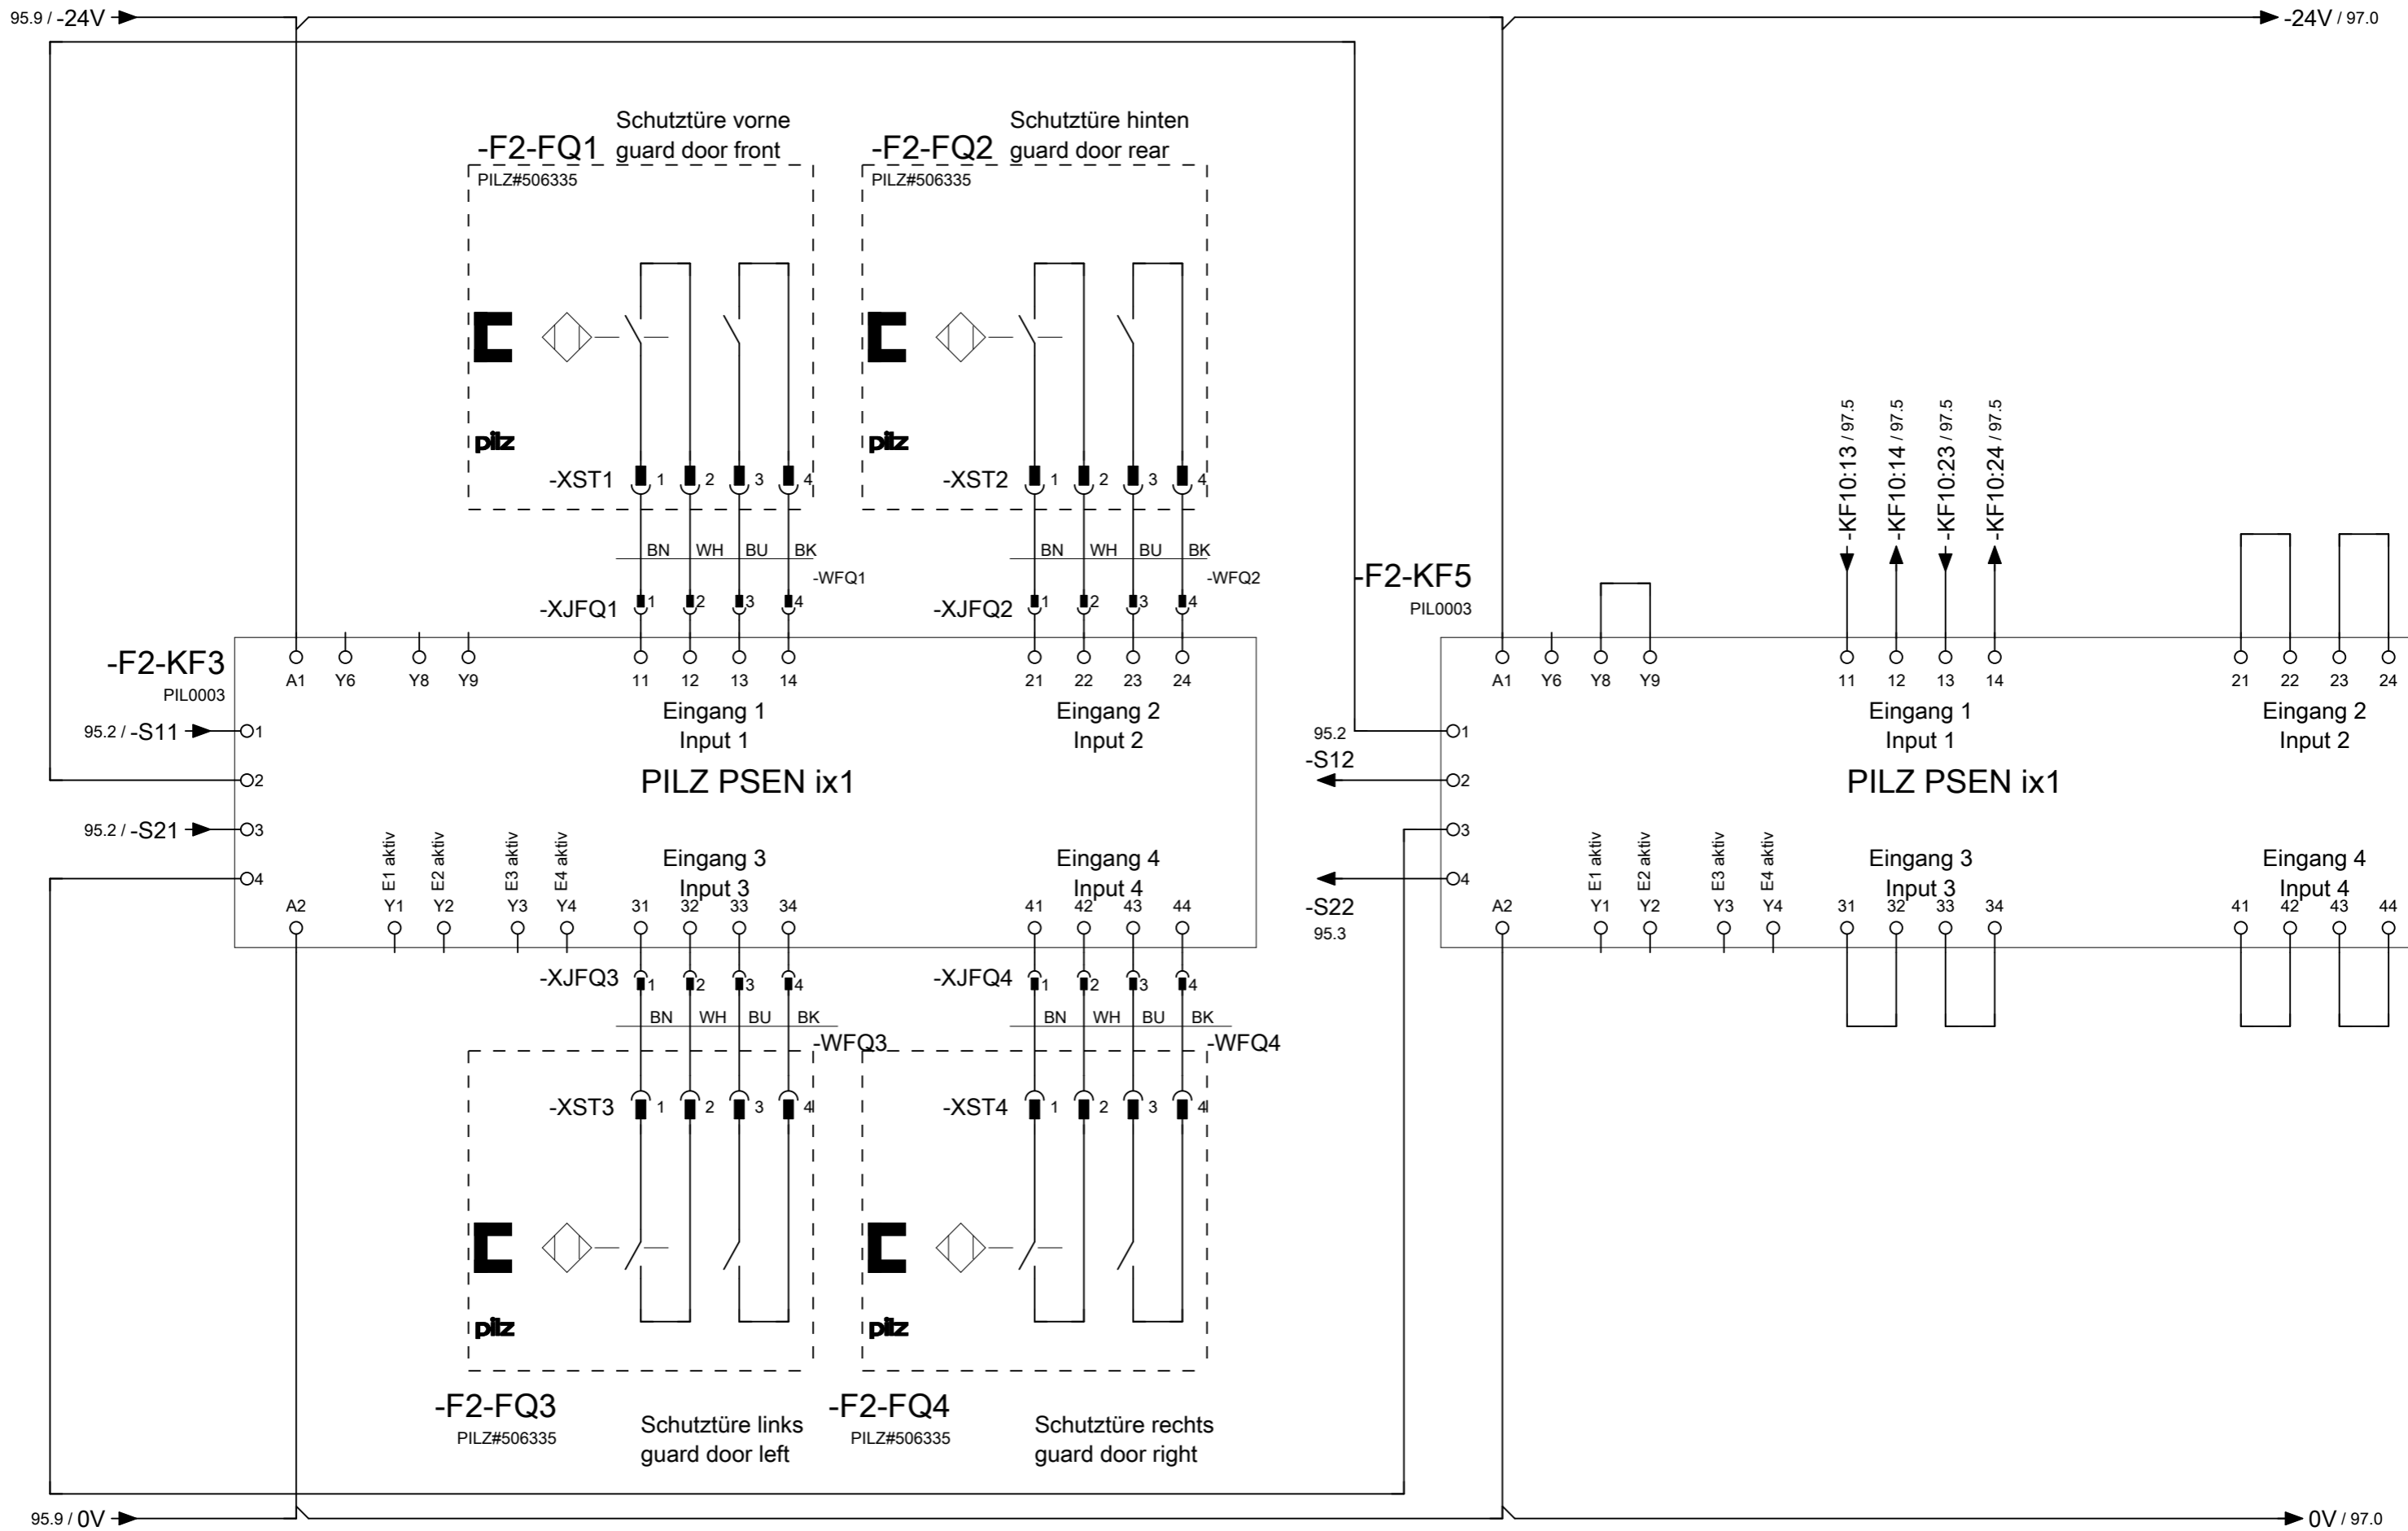 95.9 / -24V
-24V / 97.0
Schutztüre vorne
guard door front
-F2-FQ1
PILZ#506335
Schutztüre hinten
guard door rear
-F2-FQ2
PILZ#506335
pilz
pilz
-XST1 1 2 3 4
-XST2 1 2 3 4
BN WH BU BK
-WFQ1
BN WH BU BK
-WFQ2
-XJFQ1 1 2 3 4
-XJFQ2 1 2 3 4
-KF10:13 / 97.5
-KF10:14 / 97.5
-KF10:23 / 97.5
-KF10:24 / 97.5
-F2-KF3
PIL0003
A1 Y6 Y8 Y9 11 12 13 14 21 22 23 24
Eingang 1
Input 1
Eingang 2
Input 2
95.2 / -S11 1
2
95.2 / -S21 3
4
PILZ PSEN ix1
E1 aktiv
E2 aktiv
E3 aktiv
E4 aktiv
Eingang 3
Input 3
Eingang 4
Input 4
A2 Y1 Y2 Y3 Y4 31 32 33 34 41 42 43 44
-F2-KF5
PIL0003
A1 Y6 Y8 Y9 11 12 13 14 21 22 23 24
Eingang 1
Input 1
Eingang 2
Input 2
95.2
-S12
1
2
3
4
-S22
95.3
PILZ PSEN ix1
E1 aktiv
E2 aktiv
E3 aktiv
E4 aktiv
Eingang 3
Input 3
Eingang 4
Input 4
A2 Y1 Y2 Y3 Y4 31 32 33 34 41 42 43 44
-XJFQ3 1 2 3 4
-XJFQ4 1 2 3 4
BN WH BU BK
-WFQ3
BN WH BU BK
-WFQ4
-XST3 1 2 3 4
-XST4 1 2 3 4
pilz
pilz
-F2-FQ3
PILZ#506335
Schutztüre links
guard door left
-F2-FQ4
PILZ#506335
Schutztüre rechts
guard door right
95.9 / 0V
0V / 97.0